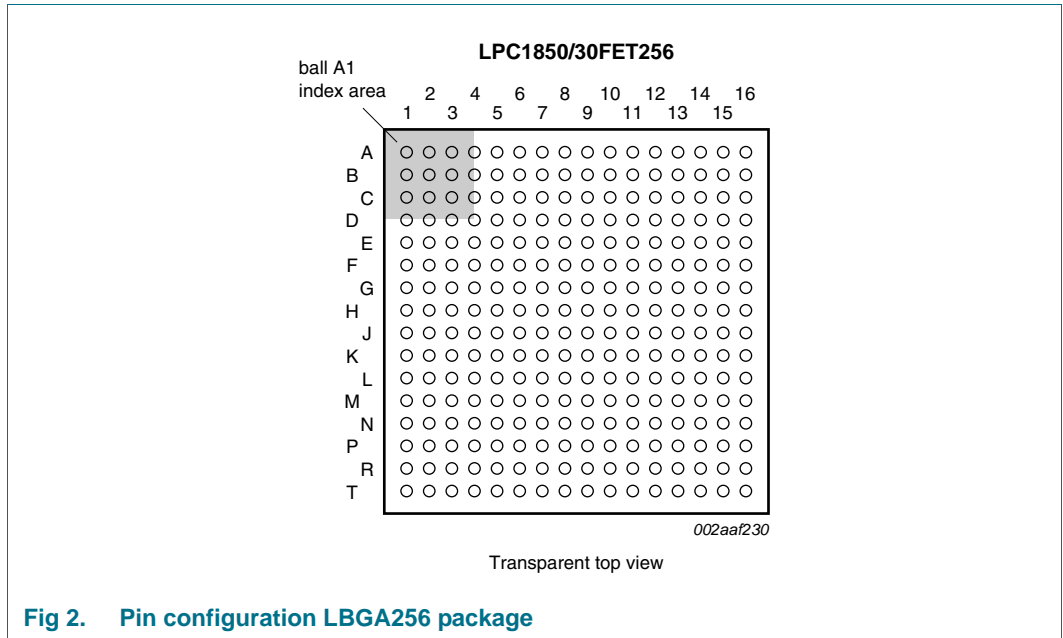 LPC1850/30FET256
ball A1
index area
2 4 6 8 10 12 14 16
1 3 5 7 9 11 13 15
A
B
C
D
E
F
G
H
J
K
L
M
N
P
R
T
002aaf230
Transparent top view
Fig 2. Pin configuration LBGA256 package